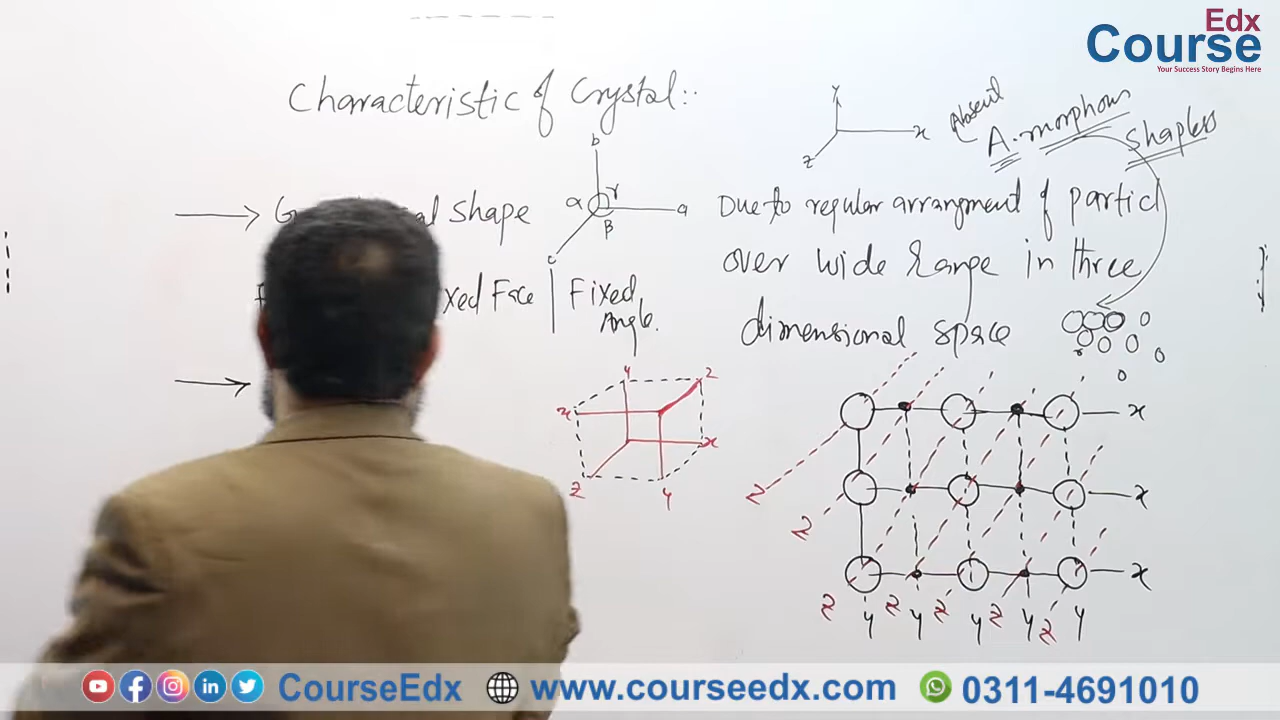 Edx
Course
Your Success Story Begins Here
Characteristic of Crystal::
Y
x
z
Absent
A.morphous
Shapless
b
α r
a
β
c
shape
Due to regular arrangment of particl
over wide Range in three
dimensional space
xed Face | Fixed
Angle.
y z
x
x
z y
x
x
x
z
z
z y z y z y z y z y
CourseEdx
www.courseedx.com
0311-4691010